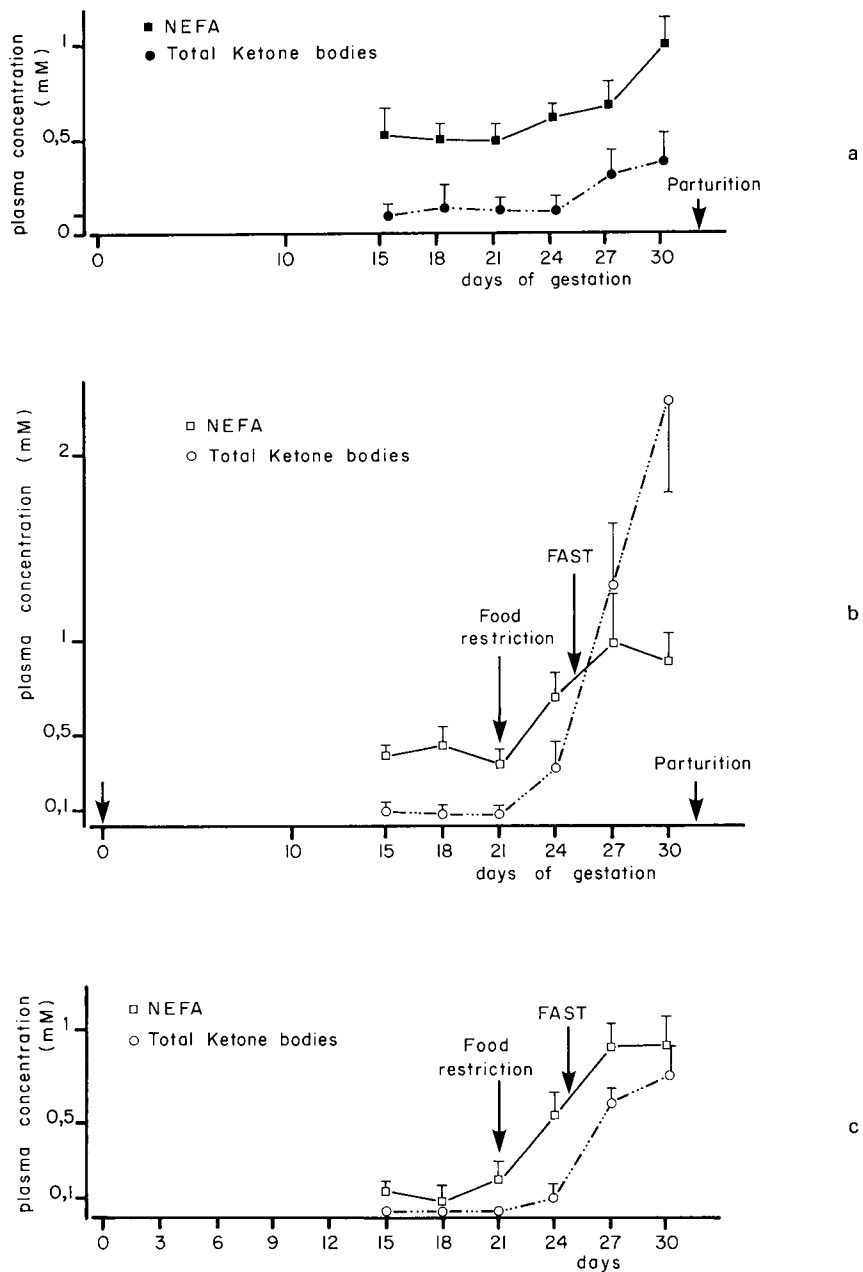 NEFA
Total Ketone bodies
plasma concentration
(mM)
1
0,5
0
Parturition
0 10 15 18 21 24 27 30
days of gestation
a
NEFA
Total Ketone bodies
plasma concentration (mM)
2
1
0,5
0,1
FAST
Food
restriction
Parturition
0 10 15 18 21 24 27 30
days of gestation
b
NEFA
Total Ketone bodies
plasma concentration
(mM)
1
0,5
0,1
FAST
Food
restriction
0 3 6 9 12 15 18 21 24 27 30
days
c